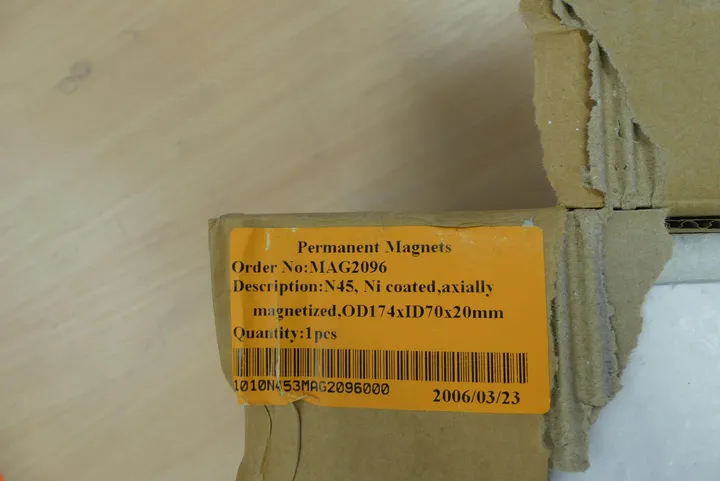 Permanent Magnets
Order No:MAG2096
Description:N45, Ni coated,axially
magnetized,OD174xID70x20mm
Quantity:1pcs
1010N453MAG2096000
2006/03/23